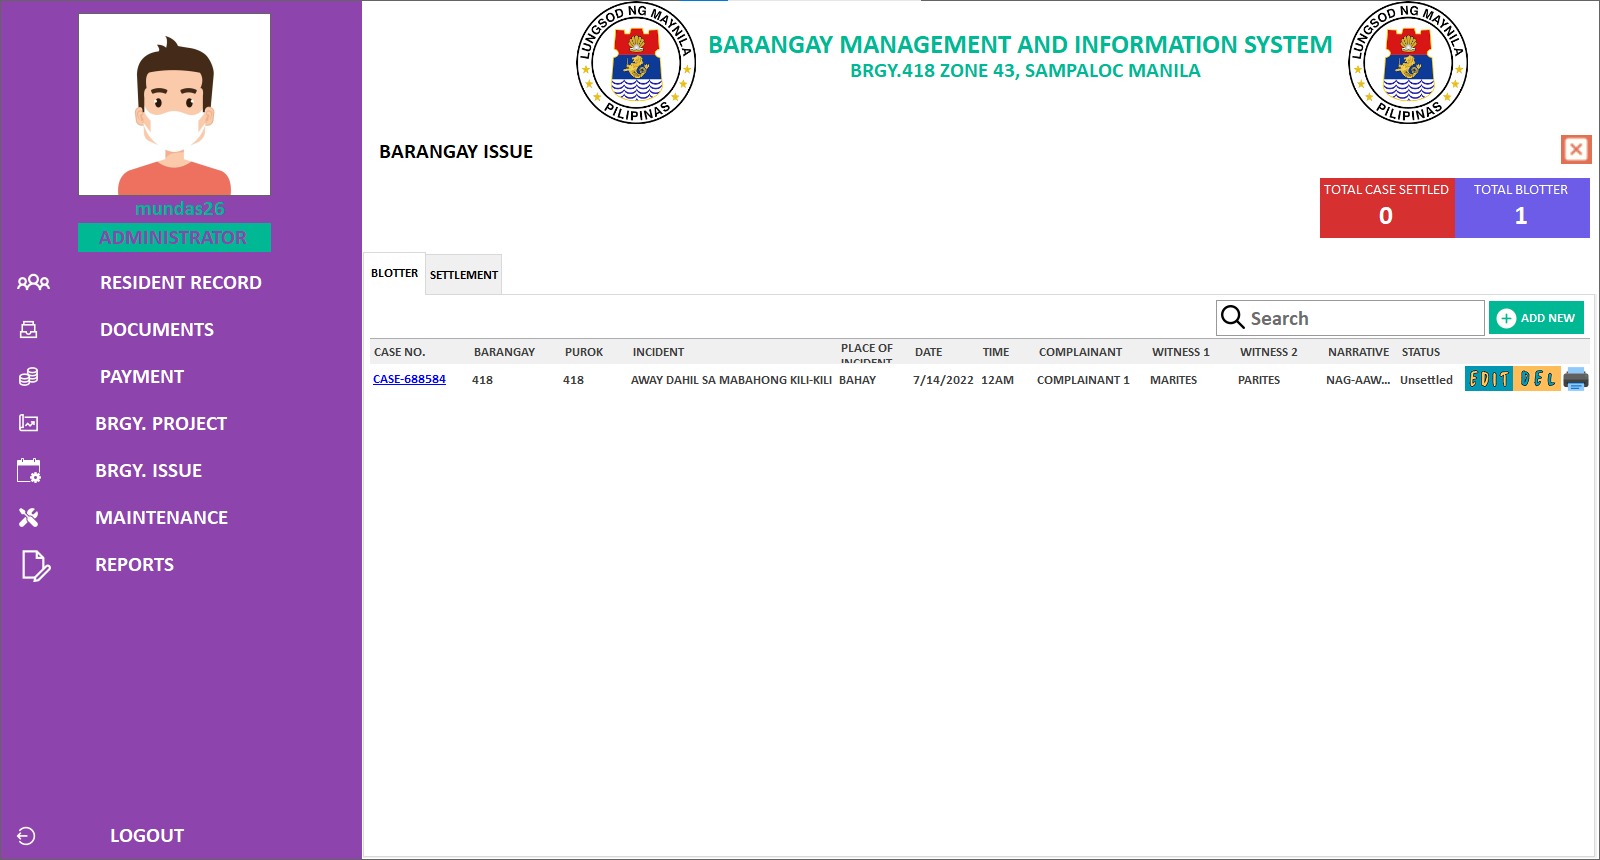 mundas26
ADMINISTRATOR
RESIDENT RECORD
DOCUMENTS
PAYMENT
BRGY. PROJECT
BRGY. ISSUE
MAINTENANCE
REPORTS
LOGOUT
LUNGSOD NG MAYNILA
PILIPINAS
BARANGAY MANAGEMENT AND INFORMATION SYSTEM
BRGY.418 ZONE 43, SAMPALOC MANILA
LUNGSOD NG MAYNILA
PILIPINAS
BARANGAY ISSUE
TOTAL CASE SETTLED TOTAL BLOTTER
0 1
BLOTTER SETTLEMENT
Search ADD NEW
CASE NO. BARANGAY PUROK INCIDENT PLACE OF INCIDENT DATE TIME COMPLAINANT WITNESS 1 WITNESS 2 NARRATIVE STATUS
CASE-688584 418 418 AWAY DAHIL SA MABAHONG KILI-KILI BAHAY 7/14/2022 12AM COMPLAINANT 1 MARITES PARITES NAG-AAW... Unsettled EDIT DEL